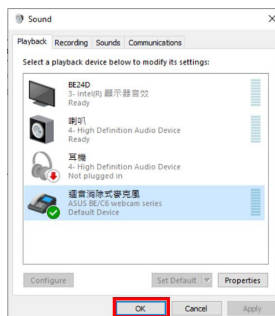 Sound
Playback Recording Sounds Communications
Select a playback device below to modify its settings:
BE24D
3- Intel(R) 顯示器音效
Ready
喇叭
4- High Definition Audio Device
Ready
耳機
4- High Definition Audio Device
Not plugged in
迴音消除式麥克風
ASUS BE/C6 webcam series
Default Device
Configure Set Default Properties
OK Cancel Apply